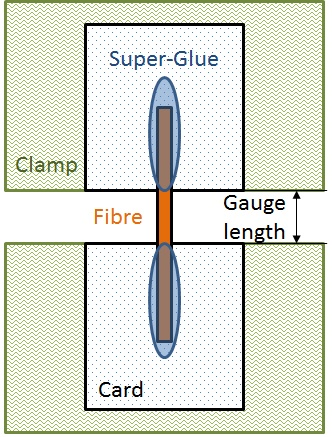 Super-Glue
Clamp
Fibre
Gauge
length
Card